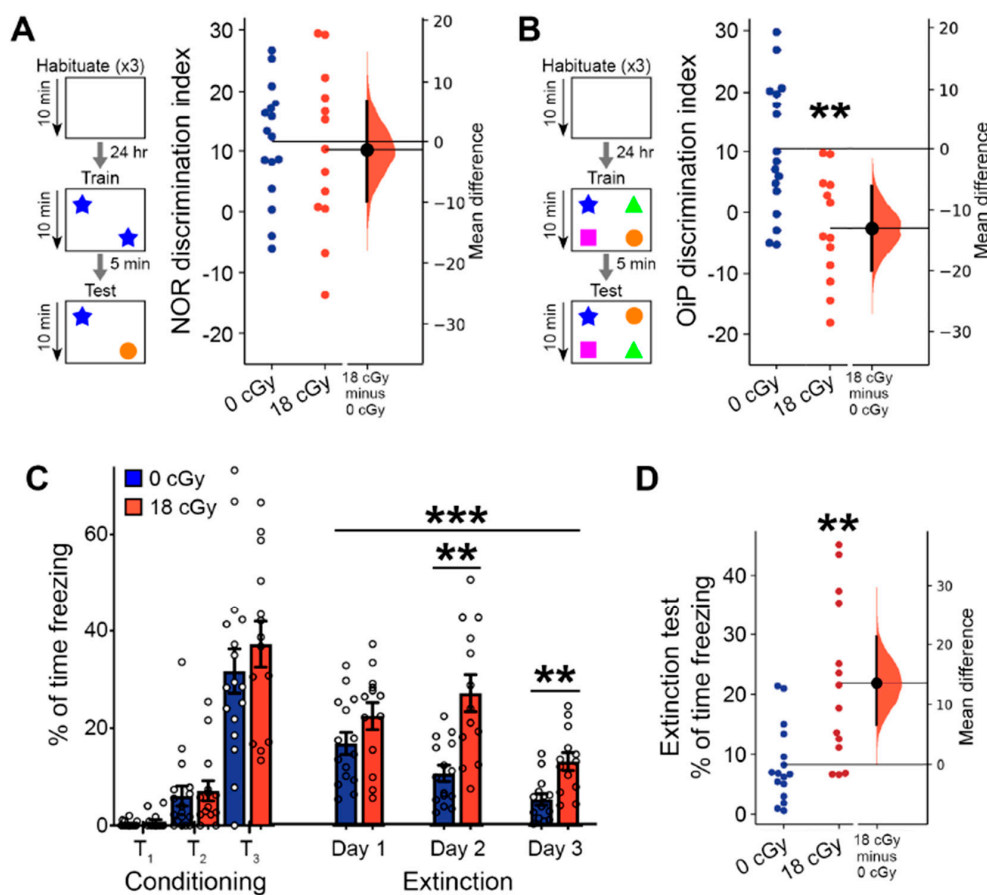 A
Habituate (x3)
10 min
24 hr
Train
10 min
5 min
Test
10 min
NOR discrimination index
30
20
10
0
-10
-20
20
10
0
−10
−20
−30
Mean difference
0 cGy
18 cGy
18 cGy
minus
0 cGy
B
Habituate (x3)
10 min
24 hr
Train
10 min
5 min
Test
10 min
OiP discrimination index
30
20
10
0
-10
-20
**
20
10
0
−10
−20
−30
Mean difference
0 cGy
18 cGy
18 cGy
minus
0 cGy
C
0 cGy
18 cGy
% of time freezing
60
40
20
0
***
**
**
T1
T2
T3
Day 1
Day 2
Day 3
Conditioning
Extinction
D
**
Extinction test
% of time freezing
40
30
20
10
0
30
20
10
0
Mean difference
0 cGy
18 cGy
18 cGy
minus
0 cGy